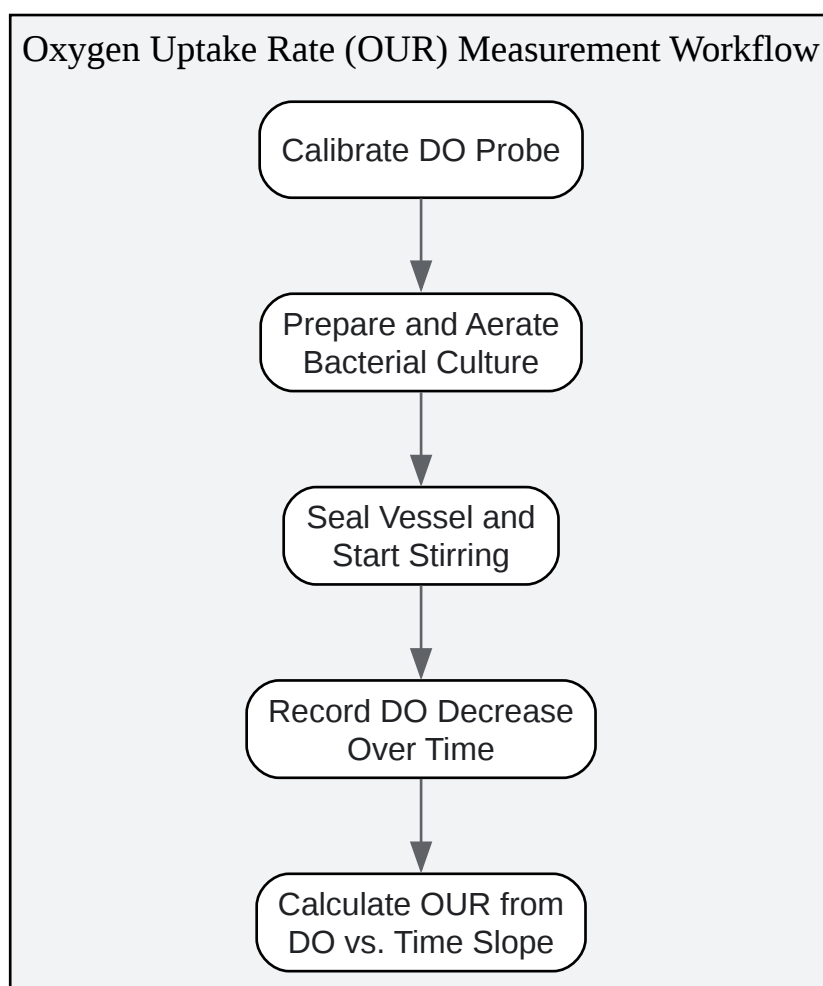 Oxygen Uptake Rate (OUR) Measurement Workflow
Calibrate DO Probe
Prepare and Aerate
Bacterial Culture
Seal Vessel and
Start Stirring
Record DO Decrease
Over Time
Calculate OUR from
DO vs. Time Slope